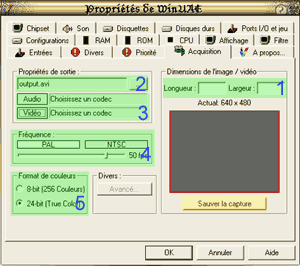 Propriétés de WinUAE
Chipset
Son
Disquettes
Disques durs
Ports I/O et jeu
Configurations
RAM
ROM
CPU
Affichage
Filtre
Entrées
Divers
Priorité
Acquisition
A propos...
Propriétés de sortie :
output.avi
2
Audio
Choisissez un codec
Vidéo
Choisissez un codec
3
Dimensions de l'image / vidéo
Longueur :
Largeur :
1
Actual: 640 x 480
Fréquence :
PAL
NTSC
50
4
Format de couleurs
8-bit (256 Couleurs)
24-bit (True Color)
5
Divers :
Avancé...
Sauver la capture
OK
Annuler
Aide